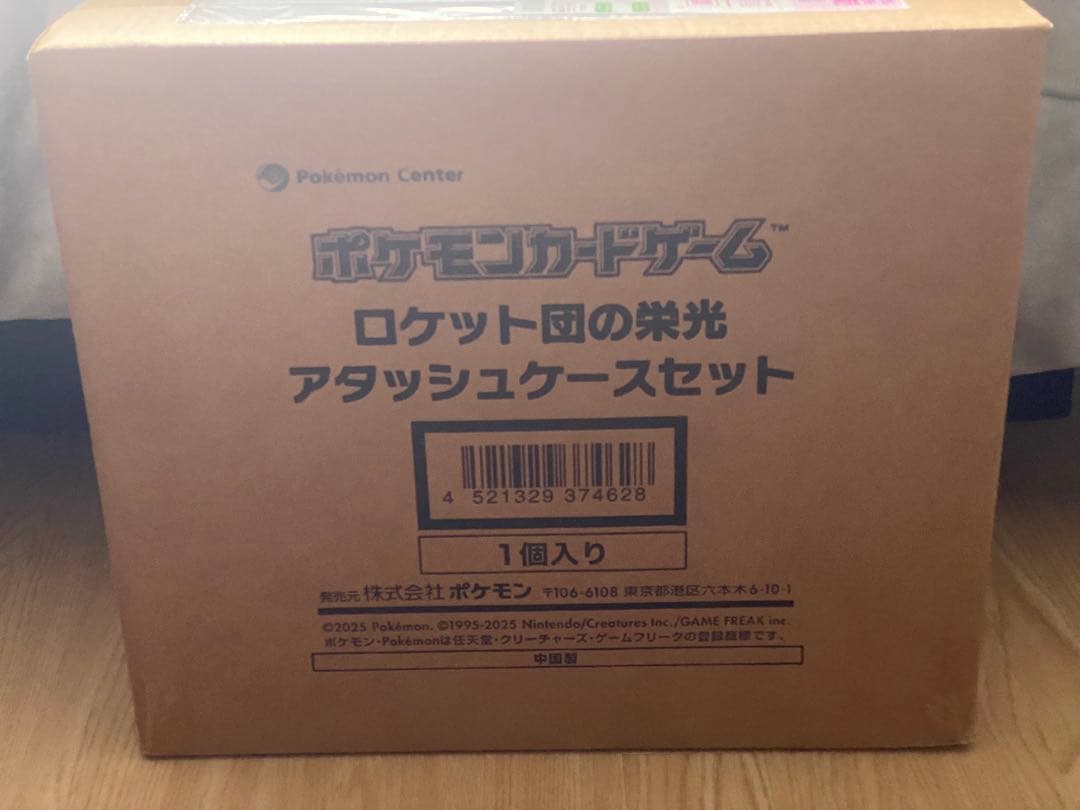 Pokémon Center
ポケモンカードゲーム™
ロケット団の栄光
アタッシュケースセット
4 521329 374628
1個入り
発売元 株式会社ポケモン 〒106-6108 東京都港区六本木6-10-1
©2025 Pokémon. ©1995-2025 Nintendo/Creatures Inc./GAME FREAK inc.
ポケモン・Pokémonは任天堂・クリーチャーズ・ゲームフリークの登録商標です。
中国製